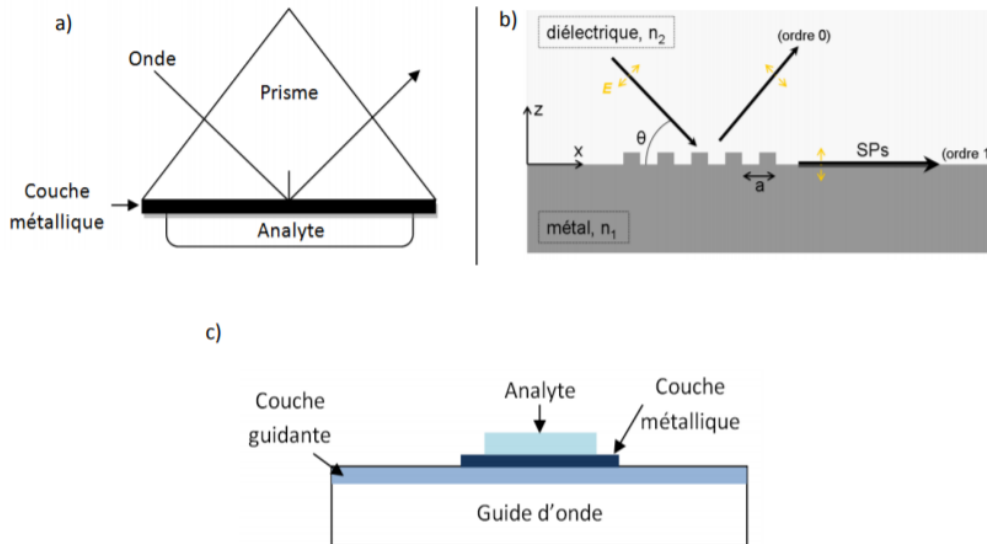 a)
Onde
Prisme
Couche
métallique
Analyte
b)
diélectrique, n₂
(ordre 0)
E
z
θ
x
SPs
(ordre 1
a
métal, n₁
c)
Analyte
Couche
métallique
Couche
guidante
Guide d'onde